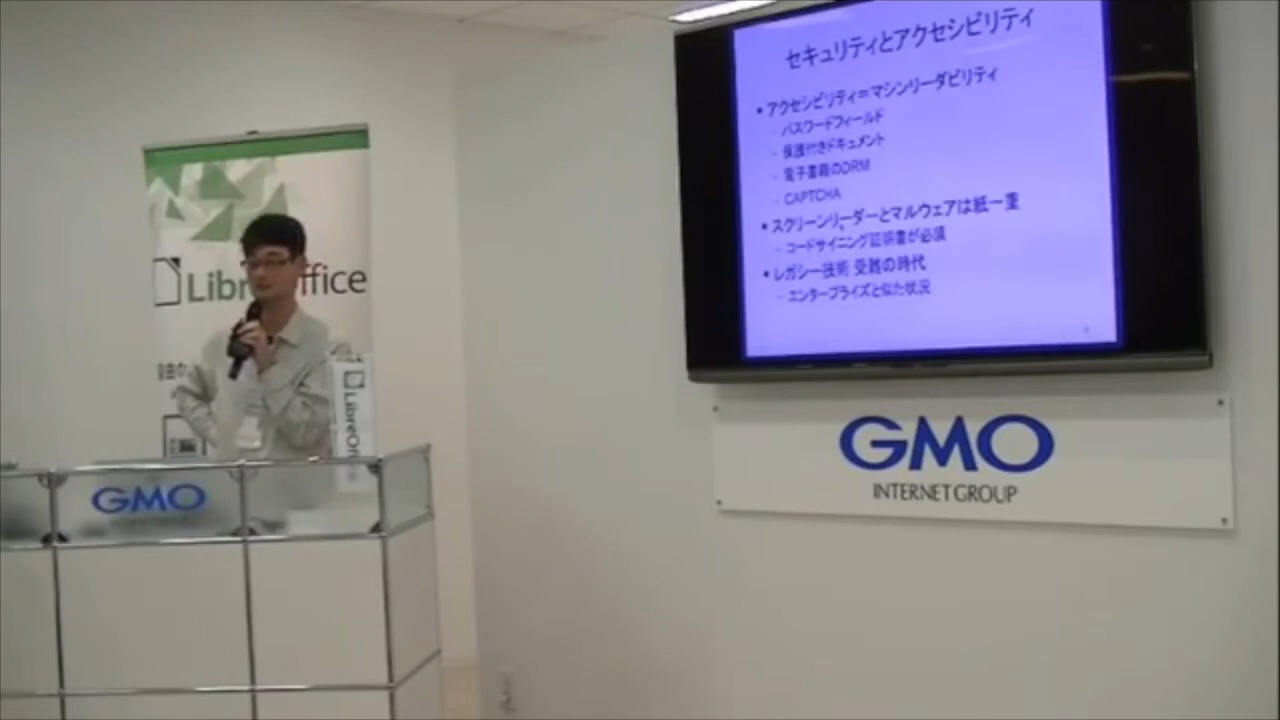 セキュリティとアクセシビリティ
• アクセシビリティ=マシンリーダビリティ
- パスワードフィールド
- 保護付きドキュメント
- 電子書籍のDRM
- CAPTCHA
• スクリーンリーダーとマルウェアは紙一重
- コードサイニング証明書が必須
• レガシー技術 受難の時代
- エンタープライズと似た状況
GMO
INTERNET GROUP
Libr ffice
自由な
LibreOffi
GMO